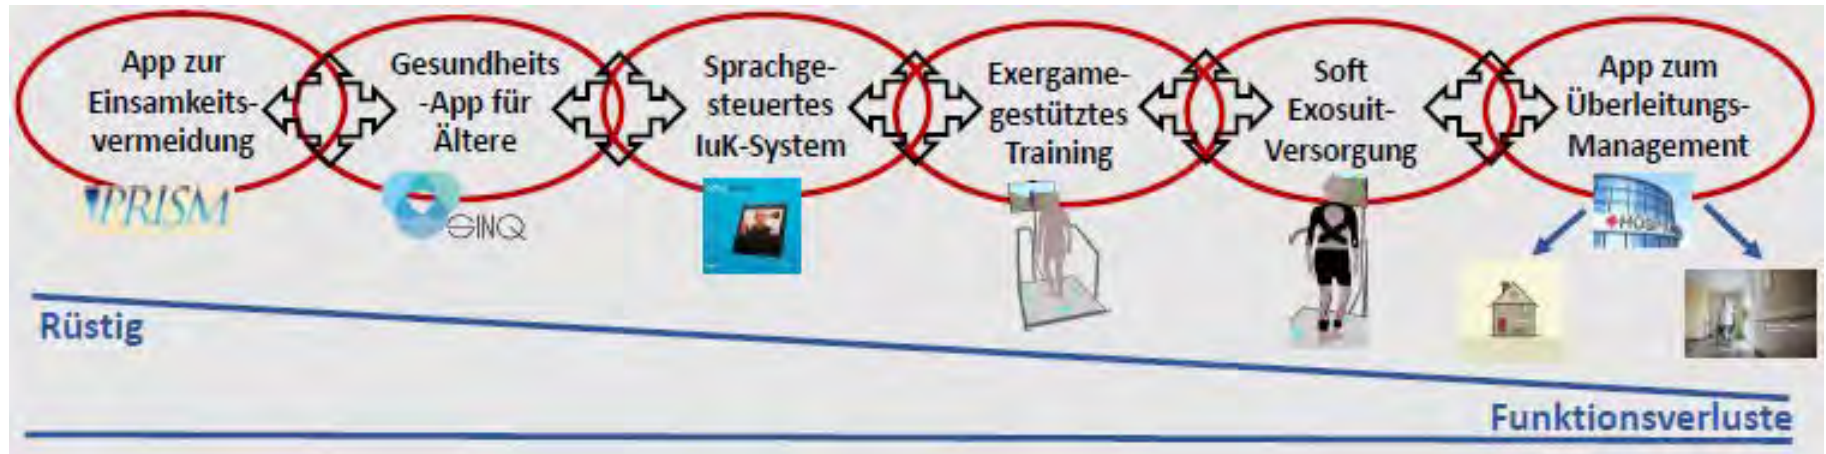 App zur
Einsamkeits-
vermeidung
Gesundheits
-App für
Ältere
Sprachge-
steuertes
IuK-System
Exergame-
gestütztes
Training
Soft
Exosuit-
Versorgung
App zum
Überleitungs-
Management
PRISM
SINQ
HOSPI
Rüstig
Funktionsverluste